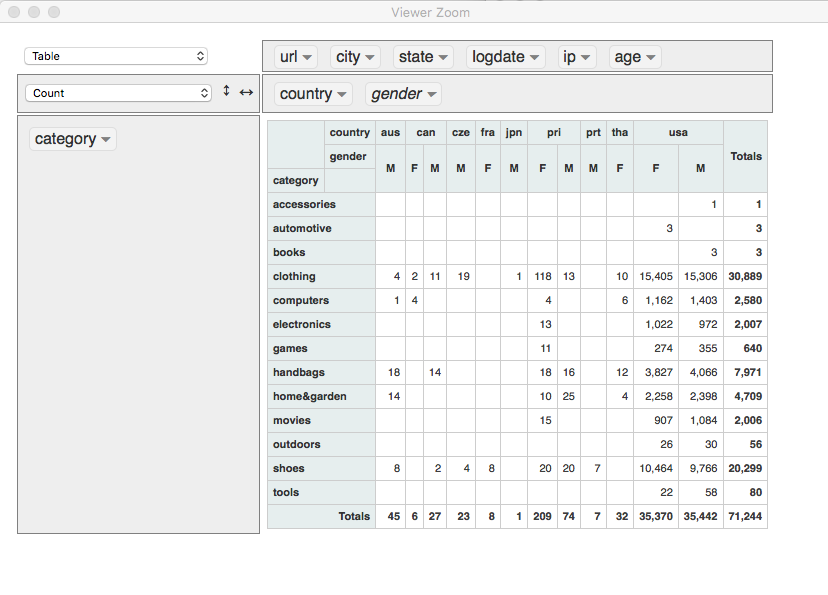 Viewer Zoom
Table
url city state logdate ip age
Count
country gender
category
country aus can cze fra jpn pri prt tha usa Totals
gender M F M M F M F M M F F M
category
accessories 1 1
automotive 3 3
books 3 3
clothing 4 2 11 19 1 118 13 10 15,405 15,306 30,889
computers 1 4 4 6 1,162 1,403 2,580
electronics 13 1,022 972 2,007
games 11 274 355 640
handbags 18 14 18 16 12 3,827 4,066 7,971
home&garden 14 10 25 4 2,258 2,398 4,709
movies 15 907 1,084 2,006
outdoors 26 30 56
shoes 8 2 4 8 20 20 7 10,464 9,766 20,299
tools 22 58 80
Totals 45 6 27 23 8 1 209 74 7 32 35,370 35,442 71,244